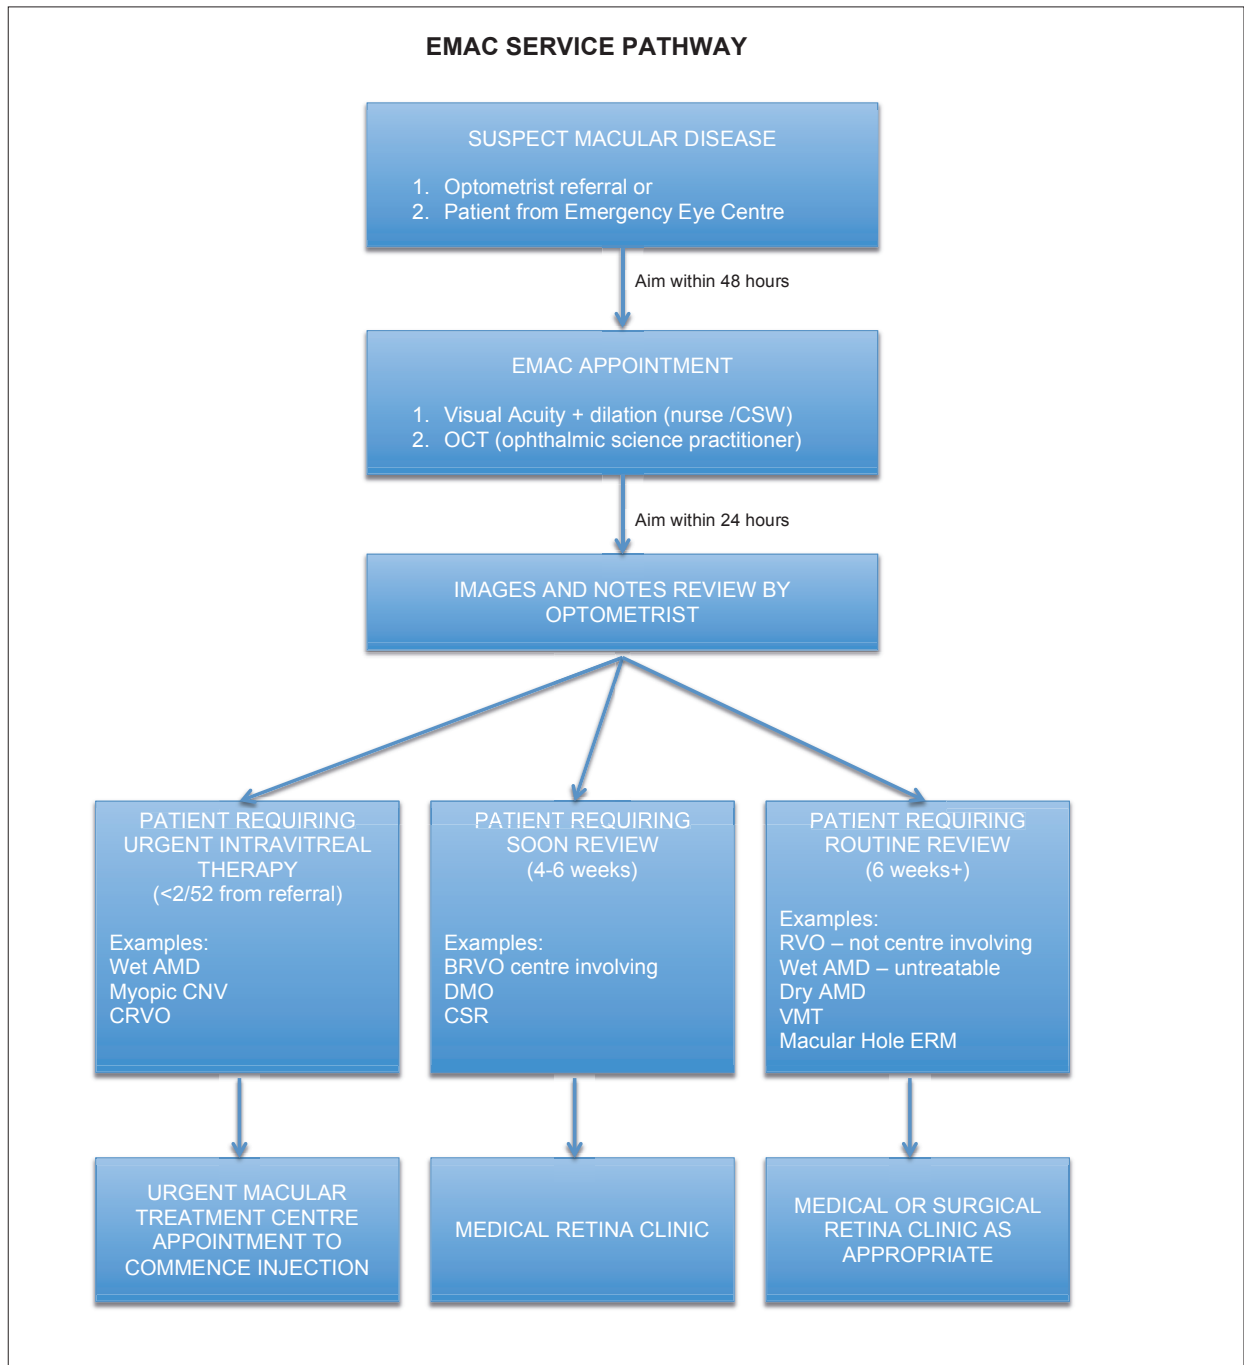 EMAC SERVICE PATHWAY
SUSPECT MACULAR DISEASE
1. Optometrist referral or
2. Patient from Emergency Eye Centre
Aim within 48 hours
EMAC APPOINTMENT
1. Visual Acuity + dilation (nurse /CSW)
2. OCT (ophthalmic science practitioner)
Aim within 24 hours
IMAGES AND NOTES REVIEW BY
OPTOMETRIST
PATIENT REQUIRING
URGENT INTRAVITREAL
THERAPY
(<2/52 from referral)
Examples:
Wet AMD
Myopic CNV
CRVO
PATIENT REQUIRING
SOON REVIEW
(4-6 weeks)
Examples:
BRVO centre involving
DMO
CSR
PATIENT REQUIRING
ROUTINE REVIEW
(6 weeks+)
Examples:
RVO – not centre involving
Wet AMD – untreatable
Dry AMD
VMT
Macular Hole ERM
URGENT MACULAR
TREATMENT CENTRE
APPOINTMENT TO
COMMENCE INJECTION
MEDICAL RETINA CLINIC
MEDICAL OR SURGICAL
RETINA CLINIC AS
APPROPRIATE